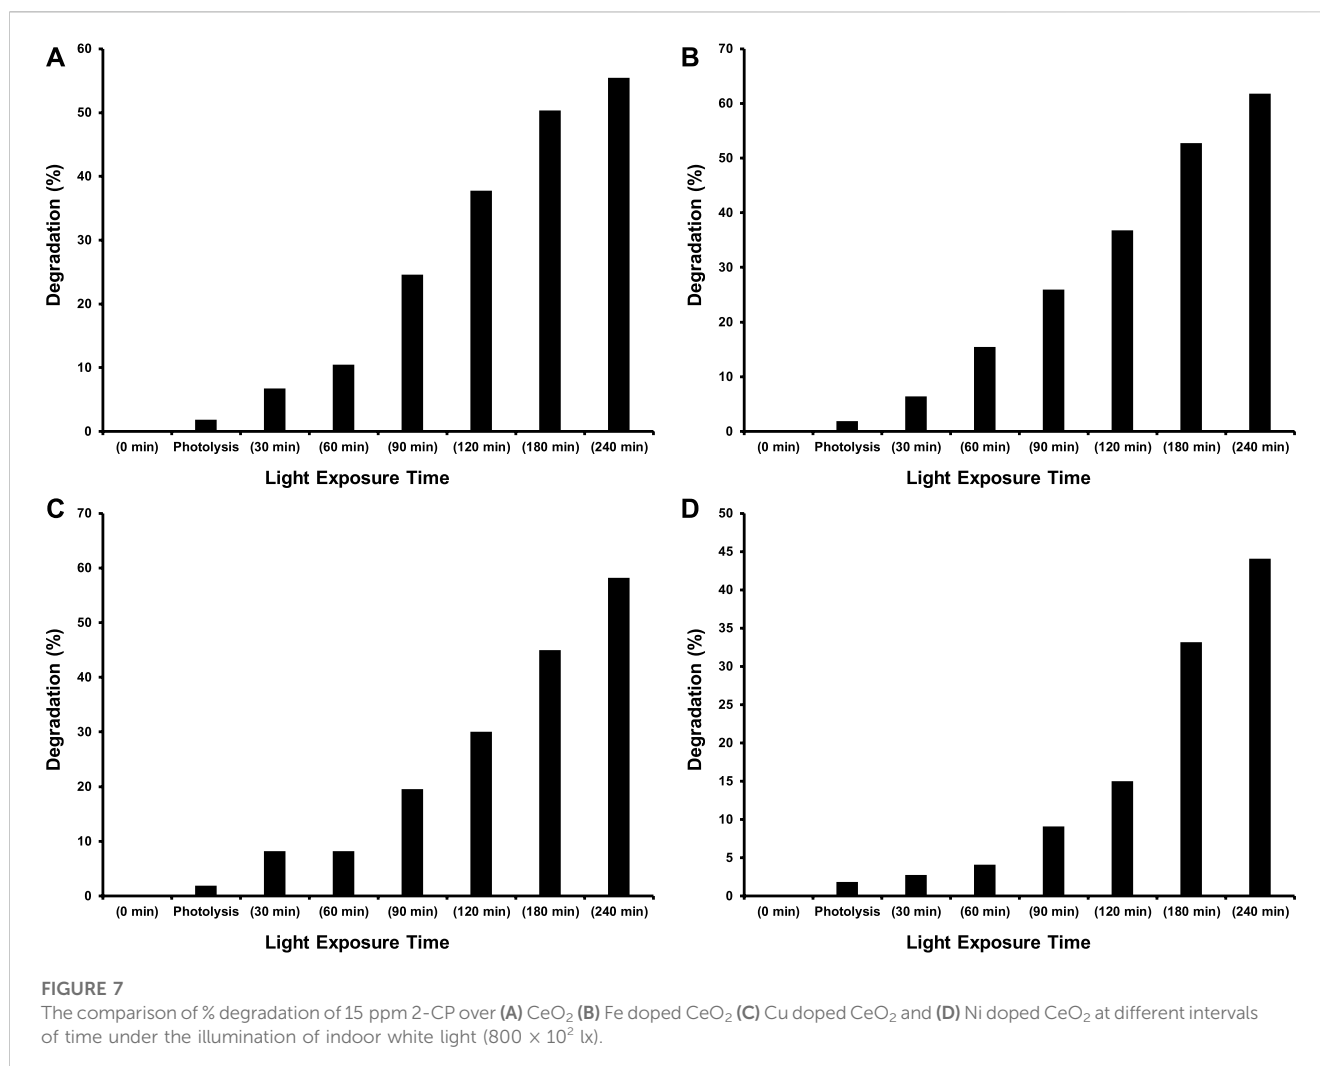 A
60
50
40
30
20
10
0
Degradation (%)
(0 min) Photolysis (30 min) (60 min) (90 min) (120 min) (180 min) (240 min)
Light Exposure Time
B
70
60
50
40
30
20
10
0
Degradation (%)
(0 min) Photolysis (30 min) (60 min) (90 min) (120 min) (180 min) (240 min)
Light Exposure Time
C
70
60
50
40
30
20
10
0
Degradation (%)
(0 min) Photolysis (30 min) (60 min) (90 min) (120 min) (180 min) (240 min)
Light Exposure Time
D
50
45
40
35
30
25
20
15
10
5
0
Degradation (%)
(0 min) Photolysis (30 min) (60 min) (90 min) (120 min) (180 min) (240 min)
Light Exposure Time
FIGURE 7
The comparison of % degradation of 15 ppm 2-CP over (A) CeO₂ (B) Fe doped CeO₂ (C) Cu doped CeO₂ and (D) Ni doped CeO₂ at different intervals
of time under the illumination of indoor white light (800 × 10² lx).